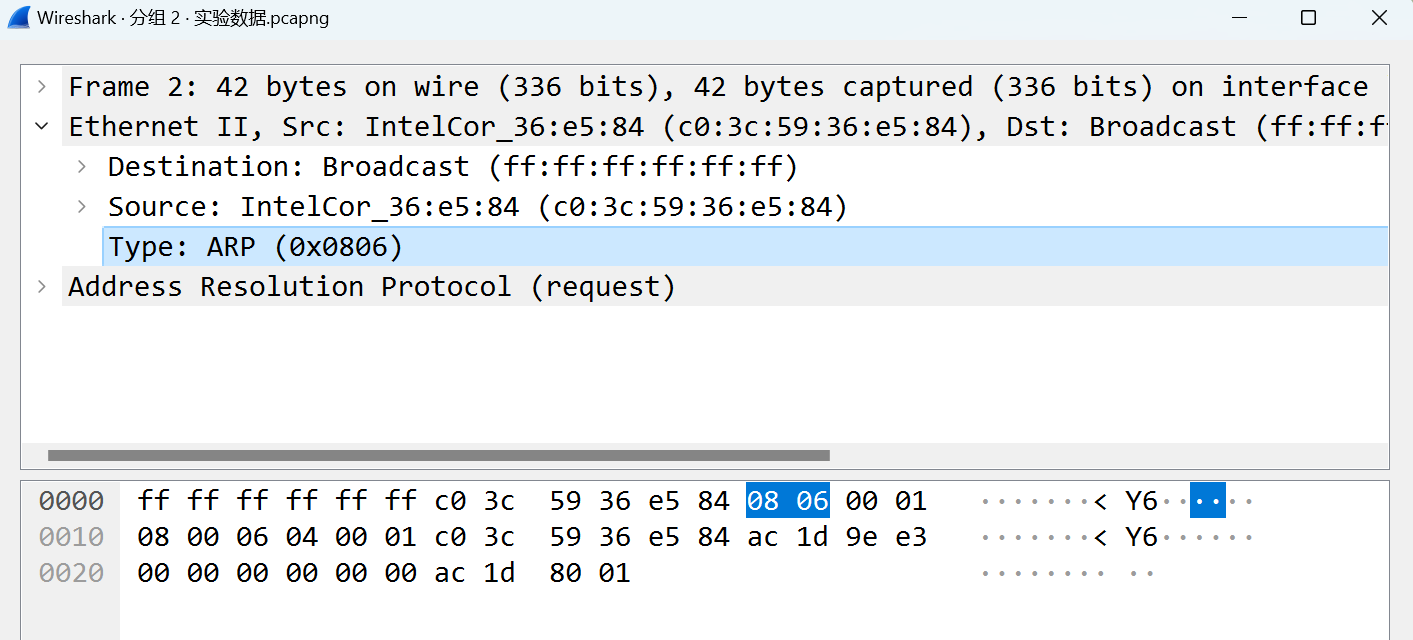 Wireshark · 分组 2 · 实验数据.pcapng
Frame 2: 42 bytes on wire (336 bits), 42 bytes captured (336 bits) on interface
Ethernet II, Src: IntelCor_36:e5:84 (c0:3c:59:36:e5:84), Dst: Broadcast (ff:ff:f
Destination: Broadcast (ff:ff:ff:ff:ff:ff)
Source: IntelCor_36:e5:84 (c0:3c:59:36:e5:84)
Type: ARP (0x0806)
Address Resolution Protocol (request)
0000 ff ff ff ff ff ff c0 3c 59 36 e5 84 08 06 00 01 ·······< Y6······
0010 08 00 06 04 00 01 c0 3c 59 36 e5 84 ac 1d 9e e3 ·······< Y6······
0020 00 00 00 00 00 00 ac 1d 80 01 ········ ··